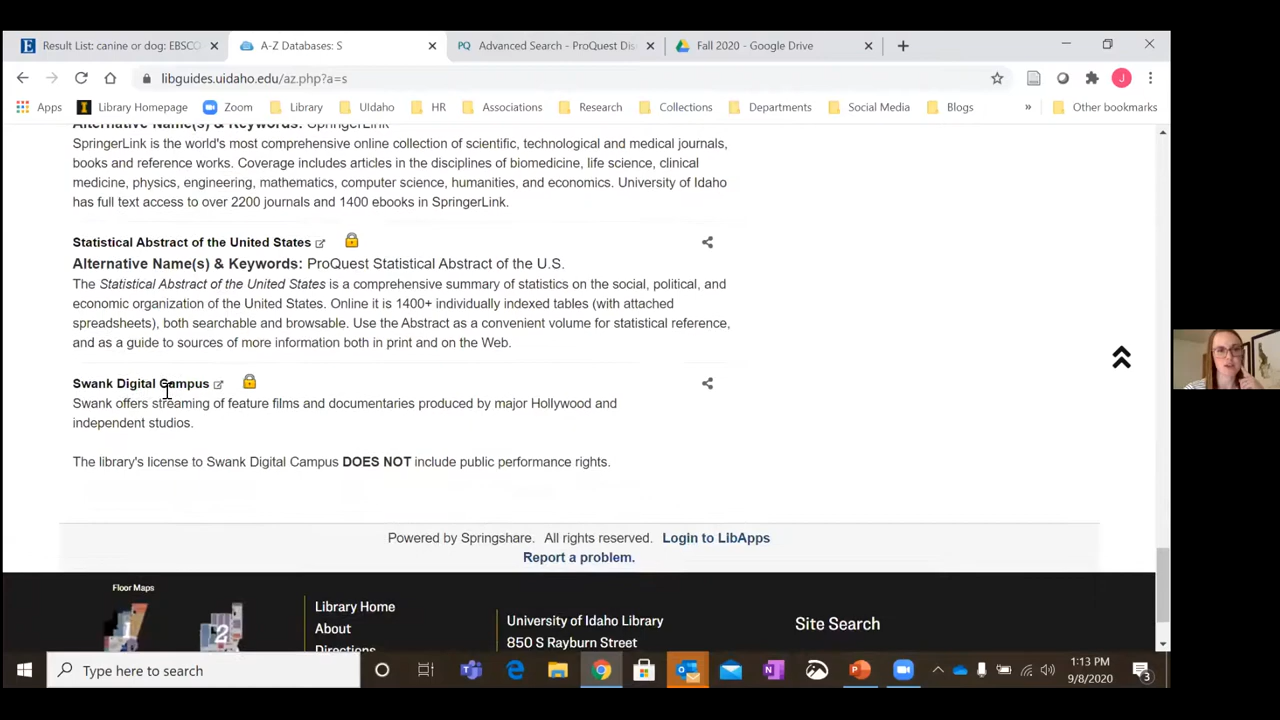 Result List: canine or dog: EBSCO
A-Z Databases: S
PQ
Advanced Search - ProQuest Dis
Fall 2020 - Google Drive
libguides.uidaho.edu/az.php?a=s
J
Apps
Library Homepage
Zoom
Library
UIdaho
HR
Associations
Research
Collections
Departments
Social Media
Blogs
»
Other bookmarks
Alternative Name(s) & Keywords: SpringerLink
SpringerLink is the world's most comprehensive online collection of scientific, technological and medical journals,
books and reference works. Coverage includes articles in the disciplines of biomedicine, life science, clinical
medicine, physics, engineering, mathematics, computer science, humanities, and economics. University of Idaho
has full text access to over 2200 journals and 1400 ebooks in SpringerLink.
Statistical Abstract of the United States
Alternative Name(s) & Keywords: ProQuest Statistical Abstract of the U.S.
The Statistical Abstract of the United States is a comprehensive summary of statistics on the social, political, and
economic organization of the United States. Online it is 1400+ individually indexed tables (with attached
spreadsheets), both searchable and browsable. Use the Abstract as a convenient volume for statistical reference,
and as a guide to sources of more information both in print and on the Web.
Swank Digital Campus
Swank offers streaming of feature films and documentaries produced by major Hollywood and
independent studios.
The library's license to Swank Digital Campus DOES NOT include public performance rights.
Powered by Springshare. All rights reserved. Login to LibApps
Report a problem.
Floor Maps
1
2
Library Home
About
Directions
University of Idaho Library
850 S Rayburn Street
Site Search
Type here to search
1:13 PM
9/8/2020
3